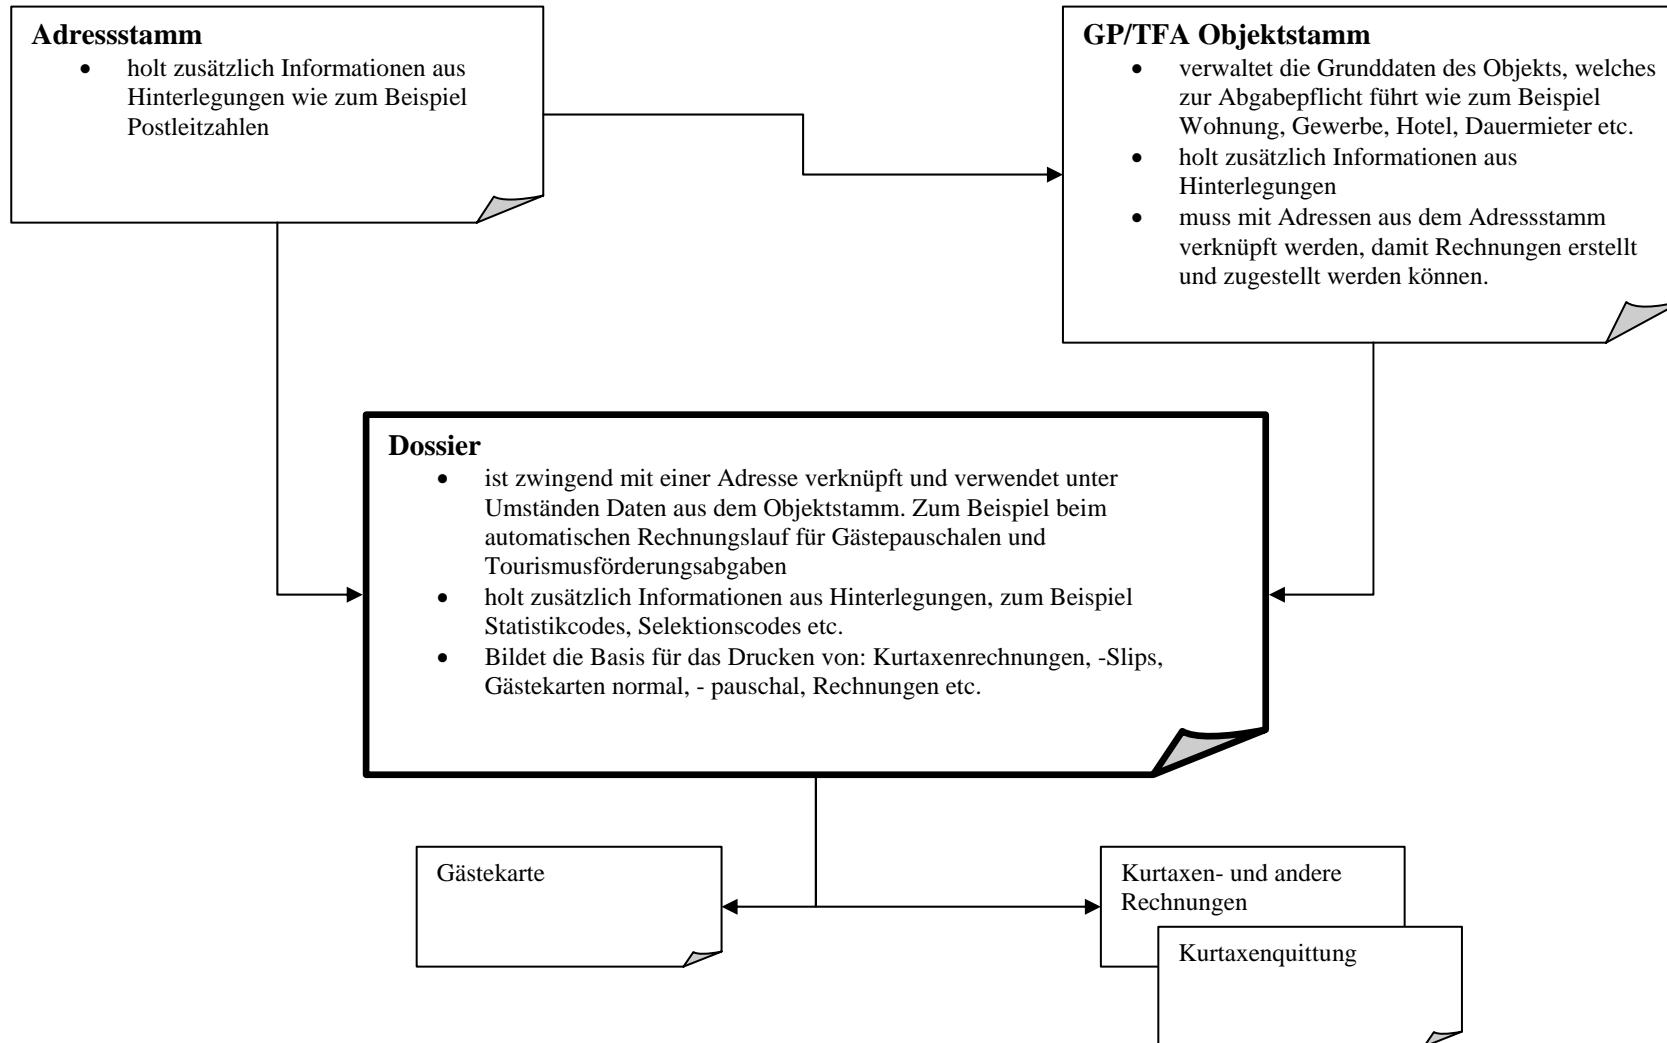 Adressstamm
• holt zusätzlich Informationen aus
Hinterlegungen wie zum Beispiel
Postleitzahlen
GP/TFA Objektstamm
• verwaltet die Grunddaten des Objekts, welches
zur Abgabepflicht führt wie zum Beispiel
Wohnung, Gewerbe, Hotel, Dauermieter etc.
• holt zusätzlich Informationen aus
Hinterlegungen
• muss mit Adressen aus dem Adressstamm
verknüpft werden, damit Rechnungen erstellt
und zugestellt werden können.
Dossier
• ist zwingend mit einer Adresse verknüpft und verwendet unter
Umständen Daten aus dem Objektstamm. Zum Beispiel beim
automatischen Rechnungslauf für Gästepauschalen und
Tourismusförderungsabgaben
• holt zusätzlich Informationen aus Hinterlegungen, zum Beispiel
Statistikcodes, Selektionscodes etc.
• Bildet die Basis für das Drucken von: Kurtaxenrechnungen, -Slips,
Gästekarten normal, - pauschal, Rechnungen etc.
Gästekarte
Kurtaxen- und andere
Rechnungen
Kurtaxenquittung